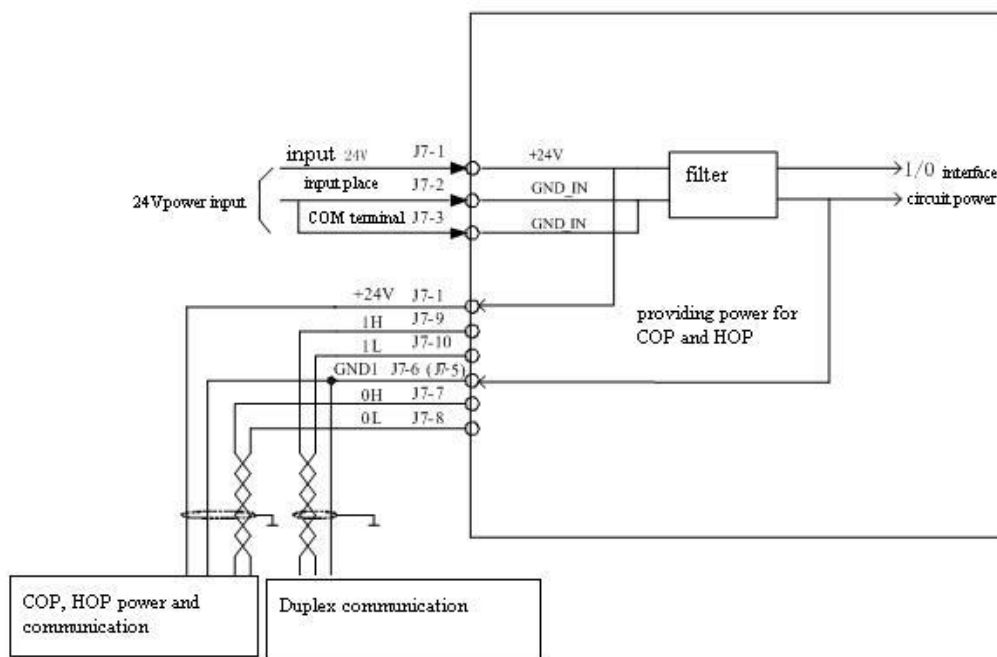 input 24V J7-1 +24V
input place J7-2 GND_IN
24Vpower input
COM terminal J7-3 GND_IN
filter
1/0 interface
circuit power
+24V J7-1
1H J7-9
1L J7-10
GND1 J7-6 (J7-5)
0H J7-7
0L J7-8
providing power for
COP and HOP
COP, HOP power and
communication
Duplex communication